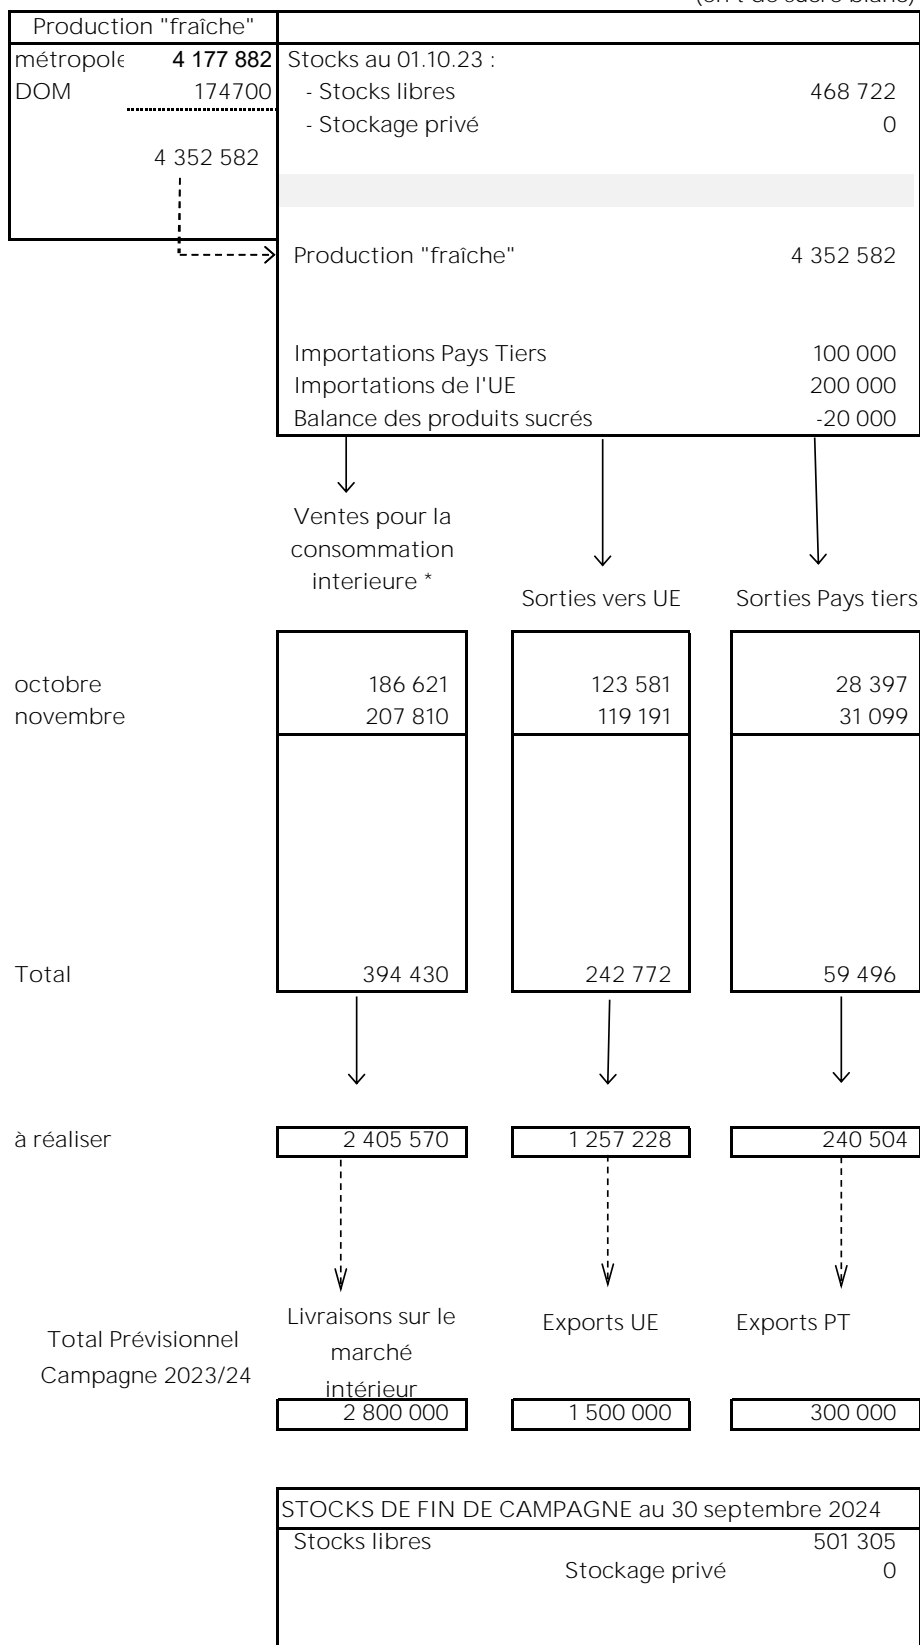 (en t de sucre blanc)
Production "fraîche"
métropole 4 177 882 Stocks au 01.10.23 :
DOM 174700 - Stocks libres 468 722
- Stockage privé 0
4 352 582
Production "fraîche" 4 352 582
Importations Pays Tiers 100 000
Importations de l'UE 200 000
Balance des produits sucrés -20 000
Ventes pour la
consommation
interieure *
Sorties vers UE Sorties Pays tiers
octobre 186 621 123 581 28 397
novembre 207 810 119 191 31 099
Total 394 430 242 772 59 496
à réaliser 2 405 570 1 257 228 240 504
Livraisons sur le
marché
intérieur
Exports UE Exports PT
Total Prévisionnel
Campagne 2023/24
2 800 000 1 500 000 300 000
STOCKS DE FIN DE CAMPAGNE au 30 septembre 2024
Stocks libres 501 305
Stockage privé 0